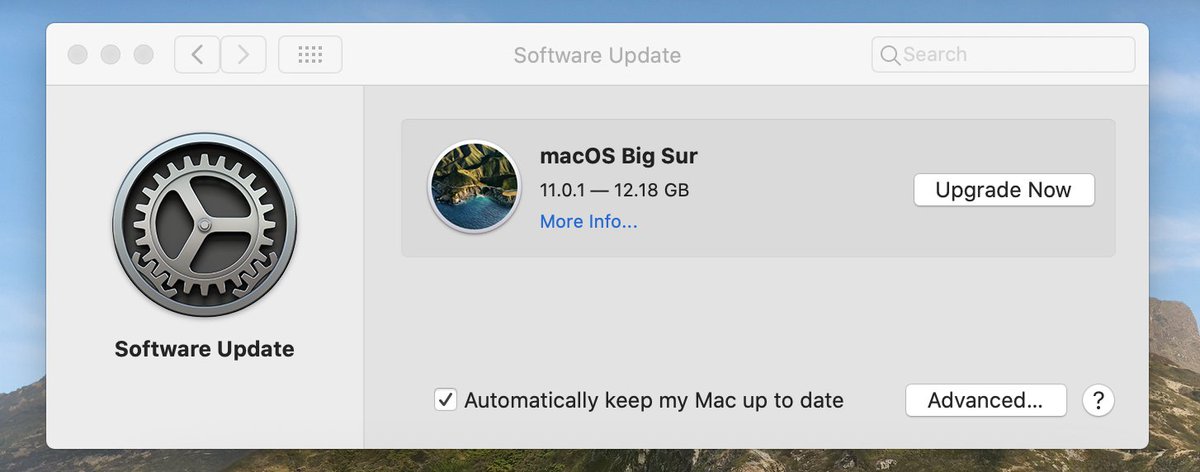 Software Update
Search
macOS Big Sur
11.0.1 — 12.18 GB
More Info...
Upgrade Now
Software Update
Automatically keep my Mac up to date
Advanced...
?